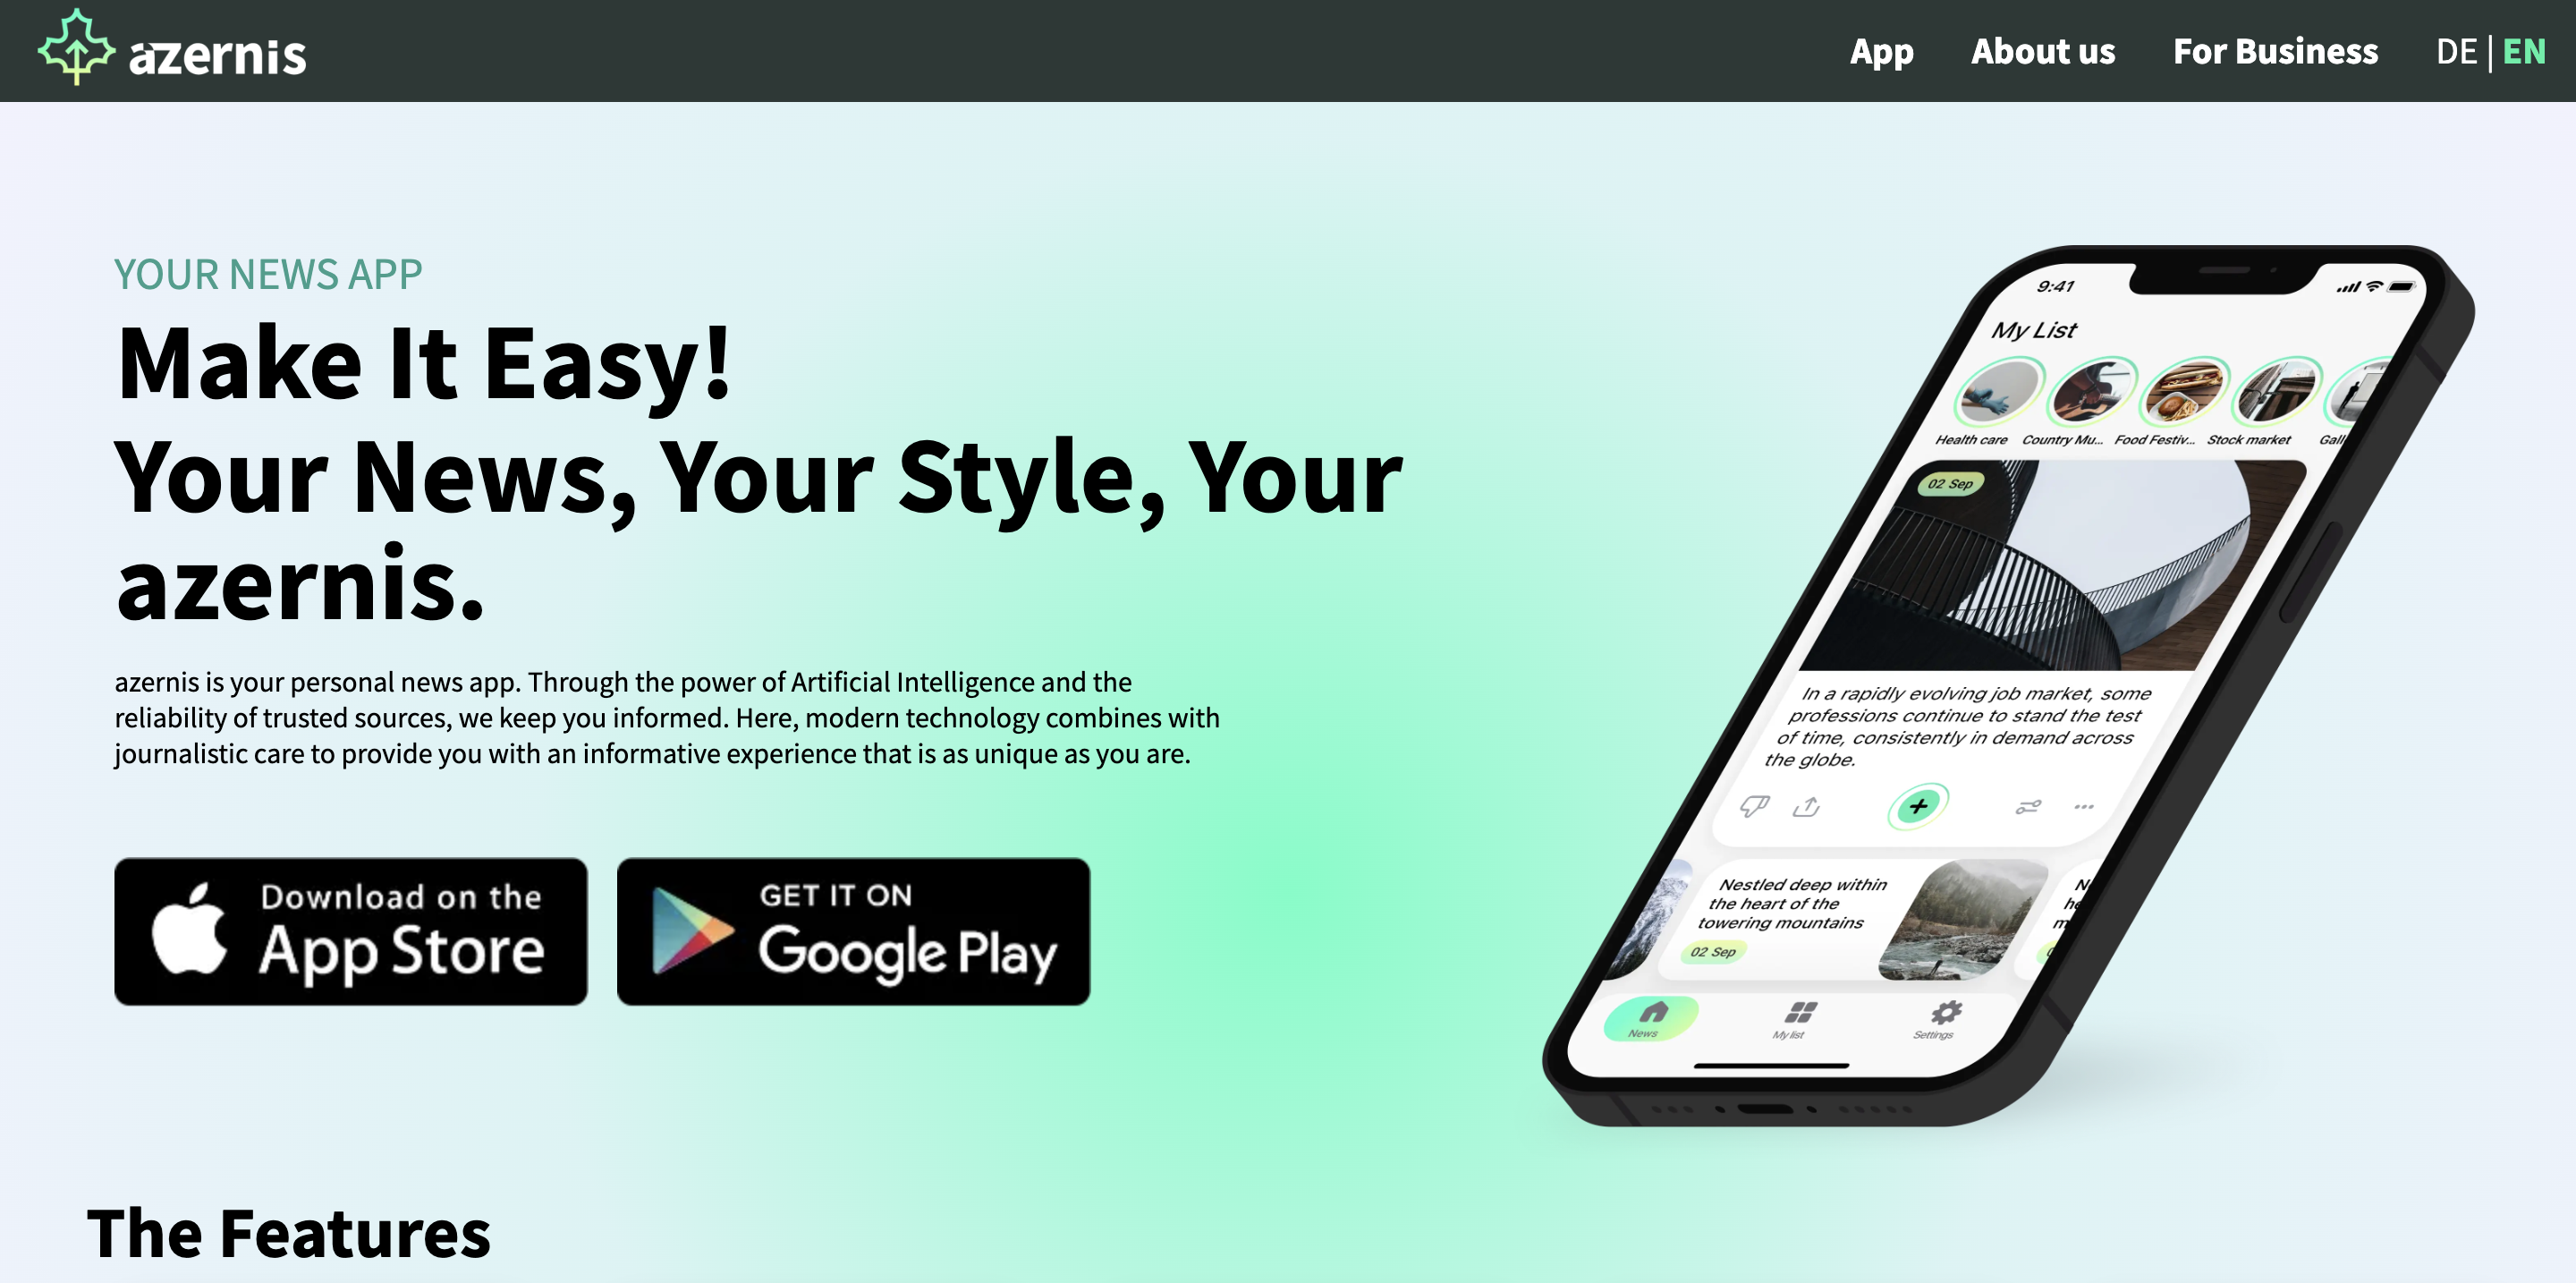 azernis
App
About us
For Business
DE | EN
YOUR NEWS APP
Make It Easy!
Your News, Your Style, Your
azernis.
azernis is your personal news app. Through the power of Artificial Intelligence and the
reliability of trusted sources, we keep you informed. Here, modern technology combines with
journalistic care to provide you with an informative experience that is as unique as you are.
Download on the
App Store
GET IT ON
Google Play
9:41
My List
Health care
Country Mu...
Food Festiv...
Stock market
Gall
02 Sep
In a rapidly evolving job market, some
professions continue to stand the test
of time, consistently in demand across
the globe.
Nestled deep within
the heart of the
towering mountains
02 Sep
News
My list
Settings
The Features